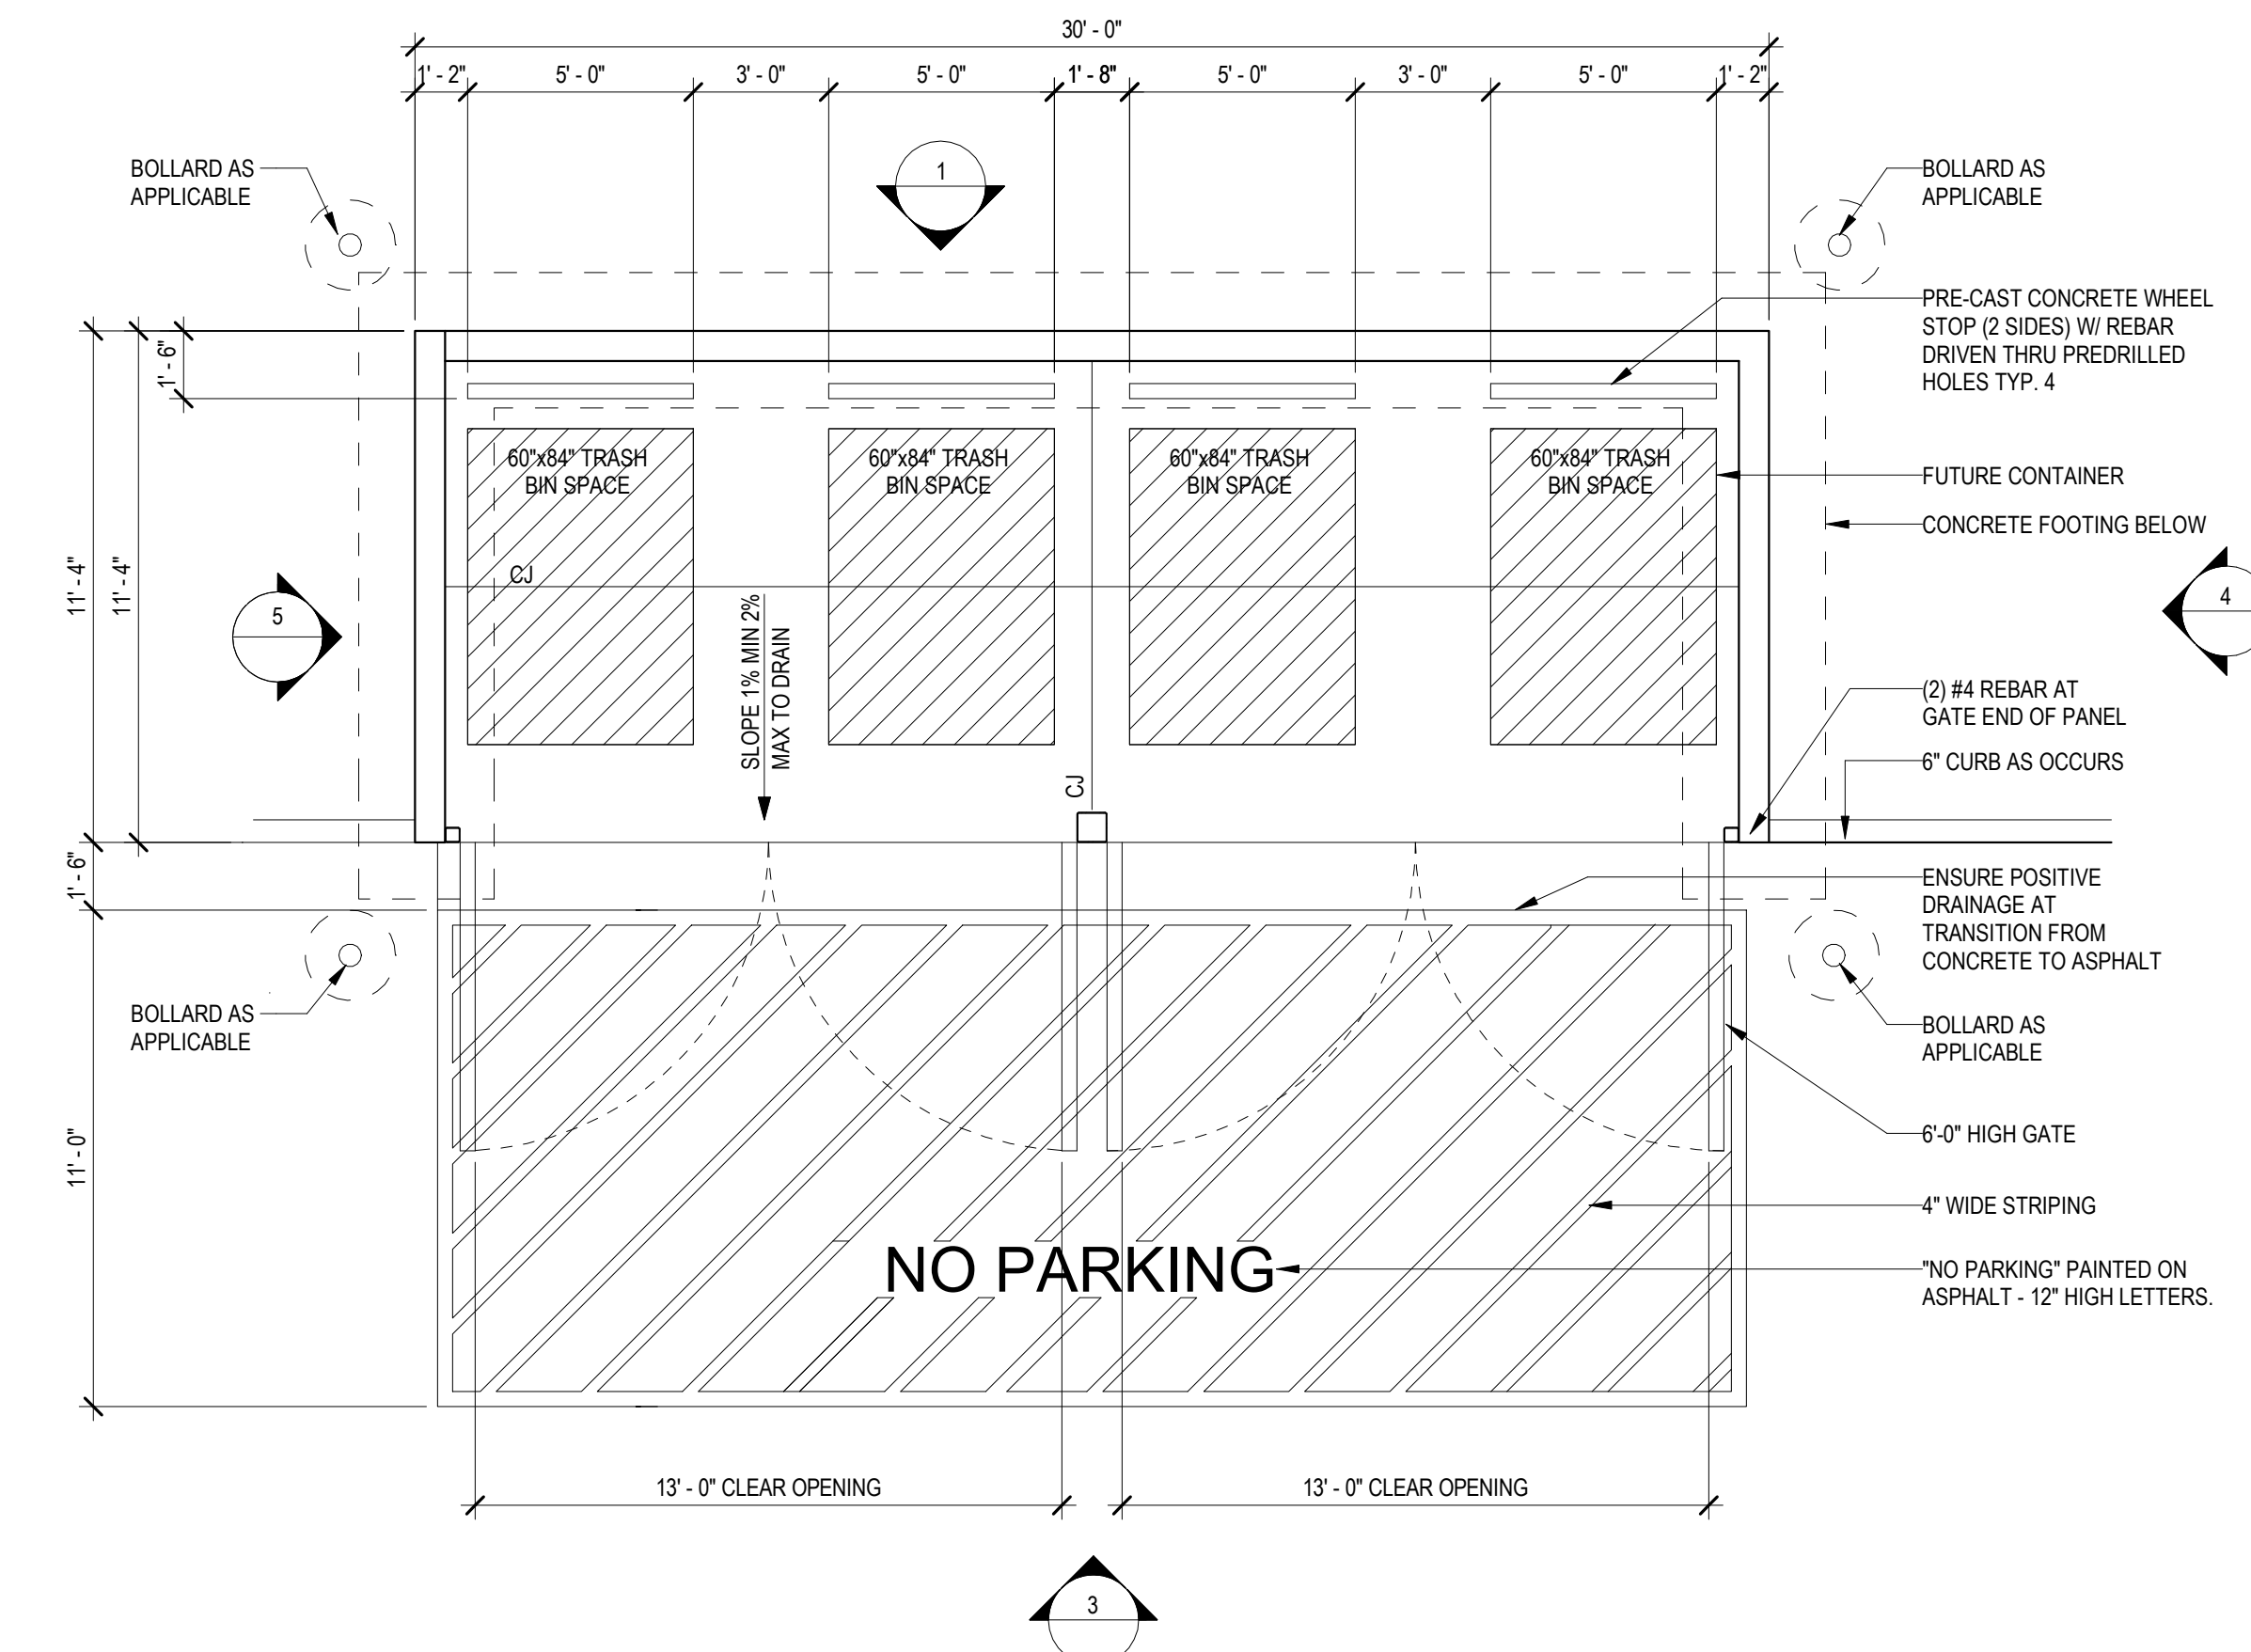 30' - 0"
1' - 2"
5' - 0"
3' - 0"
5' - 0"
1' - 8"
5' - 0"
3' - 0"
5' - 0"
1' - 2"
BOLLARD AS
APPLICABLE
1
BOLLARD AS
APPLICABLE
PRE-CAST CONCRETE WHEEL
STOP (2 SIDES) W/ REBAR
DRIVEN THRU PREDRILLED
HOLES TYP. 4
1' - 6"
11' - 4"
11' - 4"
60"x84" TRASH
BIN SPACE
60"x84" TRASH
BIN SPACE
60"x84" TRASH
BIN SPACE
60"x84" TRASH
BIN SPACE
FUTURE CONTAINER
CONCRETE FOOTING BELOW
CJ
5
4
SLOPE 1% MIN 2%
MAX TO DRAIN
CJ
(2) #4 REBAR AT
GATE END OF PANEL
6" CURB AS OCCURS
1' - 6"
ENSURE POSITIVE
DRAINAGE AT
TRANSITION FROM
CONCRETE TO ASPHALT
BOLLARD AS
APPLICABLE
BOLLARD AS
APPLICABLE
11' - 0"
6'-0" HIGH GATE
4" WIDE STRIPING
NO PARKING
"NO PARKING" PAINTED ON
ASPHALT - 12" HIGH LETTERS.
13' - 0" CLEAR OPENING
13' - 0" CLEAR OPENING
3